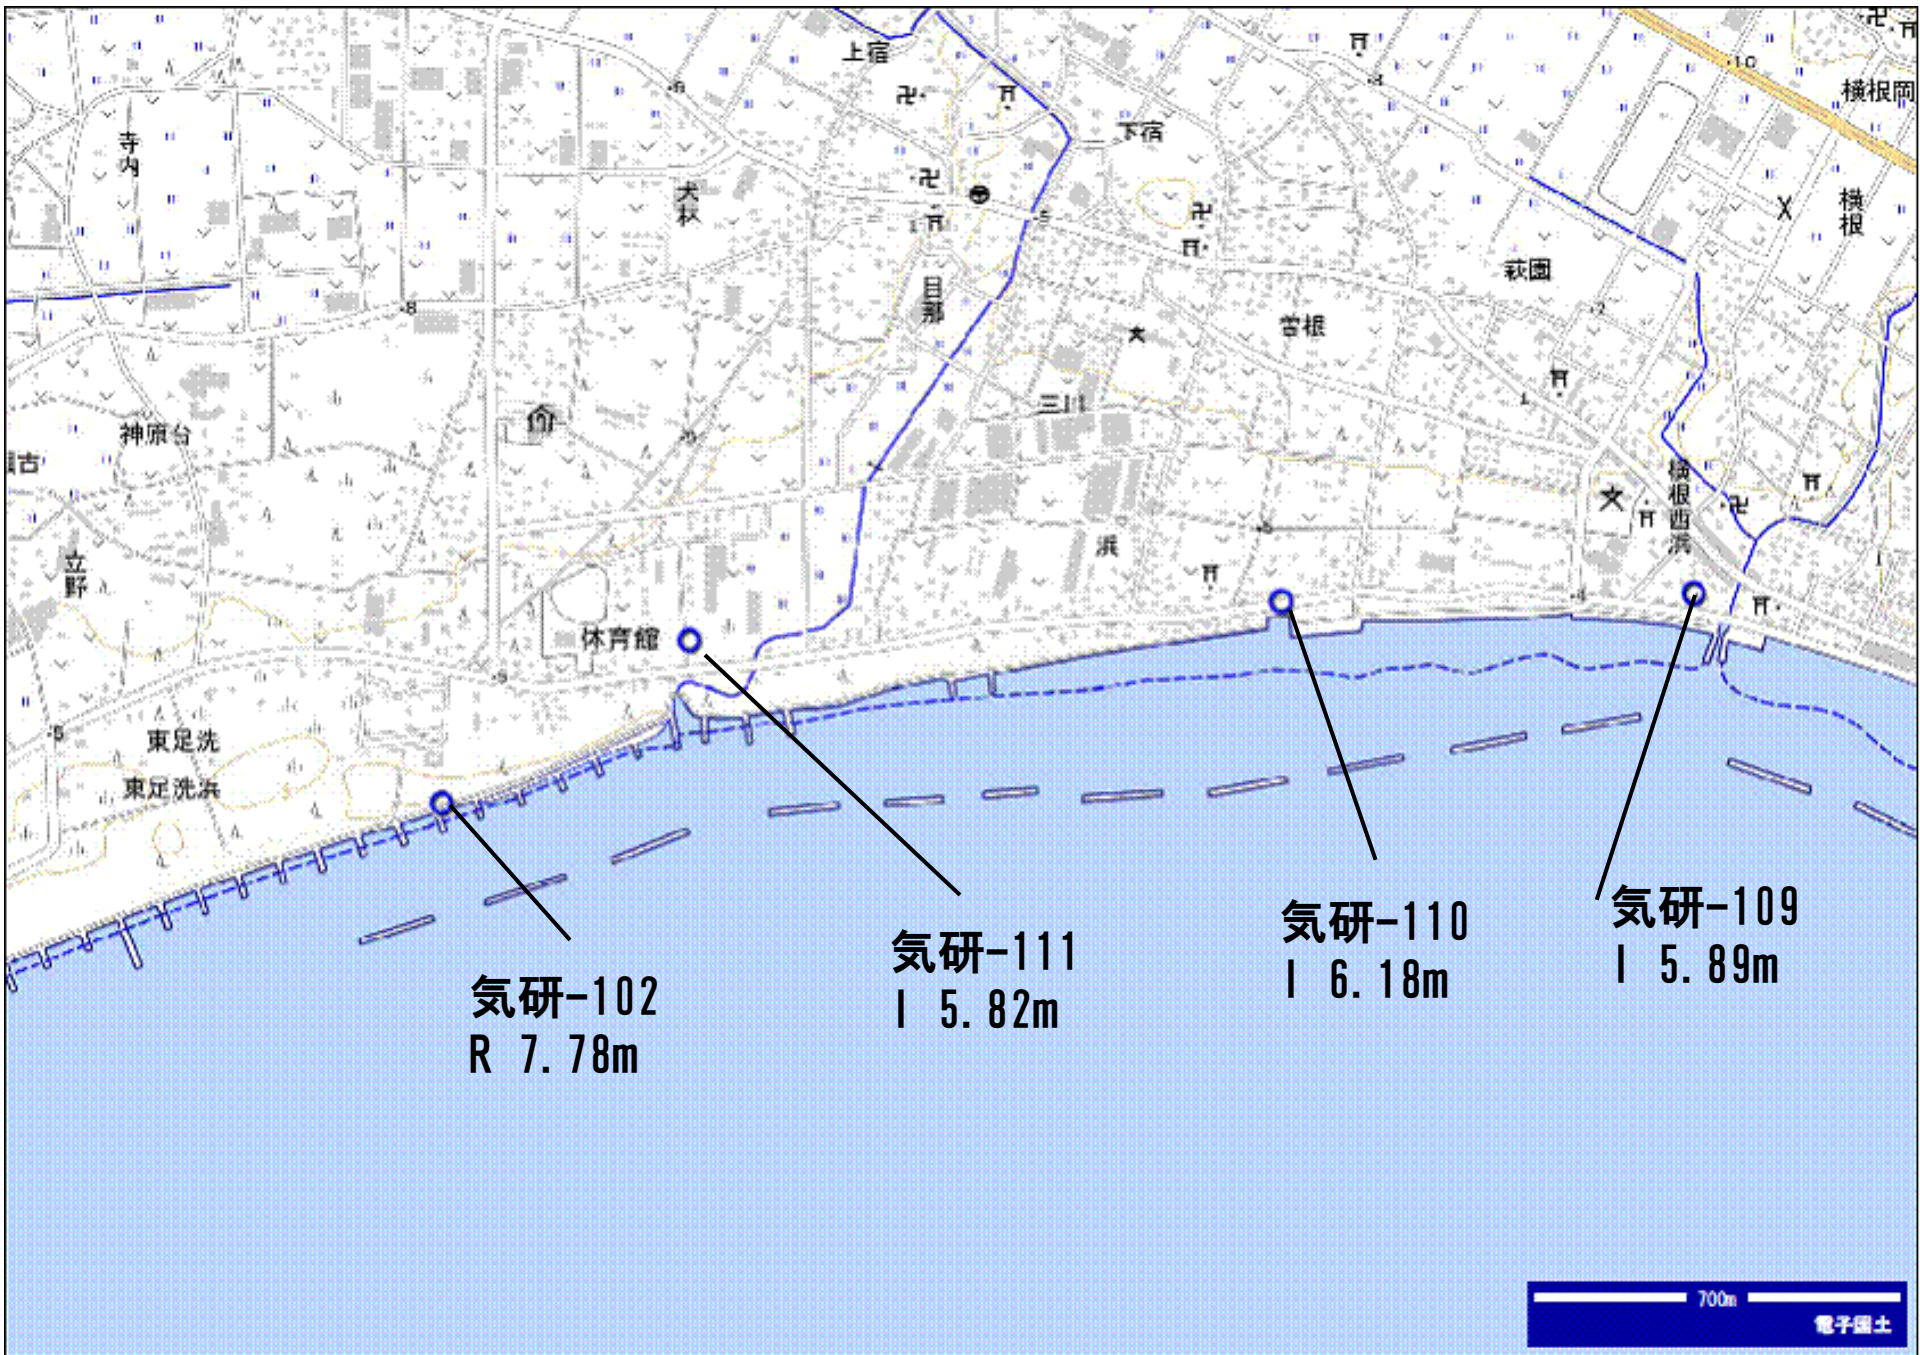 上宿
下宿
寺内
犬林
横根岡
横根
萩園
目那
吉根
三川
神原台
横根西浜
浜
立野
体育館
東足洗
東足洗浜
気研-109
I 5.89m
気研-110
I 6.18m
気研-111
I 5.82m
気研-102
R 7.78m
700m
電子国土